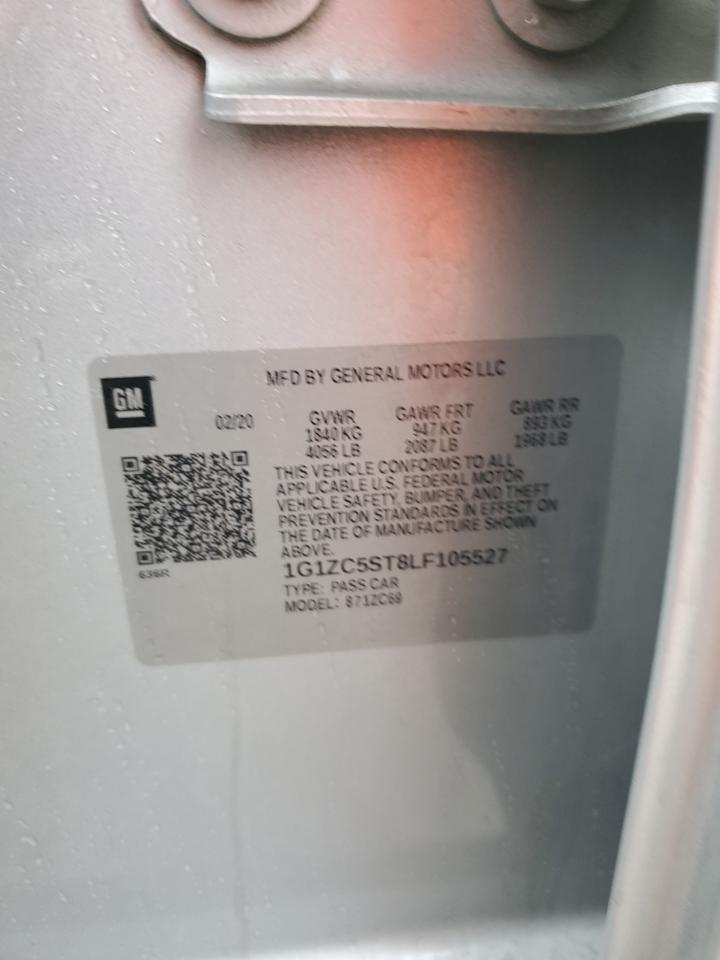 GM
MFD BY GENERAL MOTORS LLC
02/20
GVWR
1840 KG
4056 LB
GAWR FRT
947 KG
2087 LB
GAWR RR
893 KG
1968 LB
THIS VEHICLE CONFORMS TO ALL
APPLICABLE U.S. FEDERAL MOTOR
VEHICLE SAFETY, BUMPER, AND THEFT
PREVENTION STANDARDS IN EFFECT ON
THE DATE OF MANUFACTURE SHOWN
ABOVE.
1G1ZC5ST8LF105527
TYPE: PASS CAR
MODEL: 871ZC69
636R